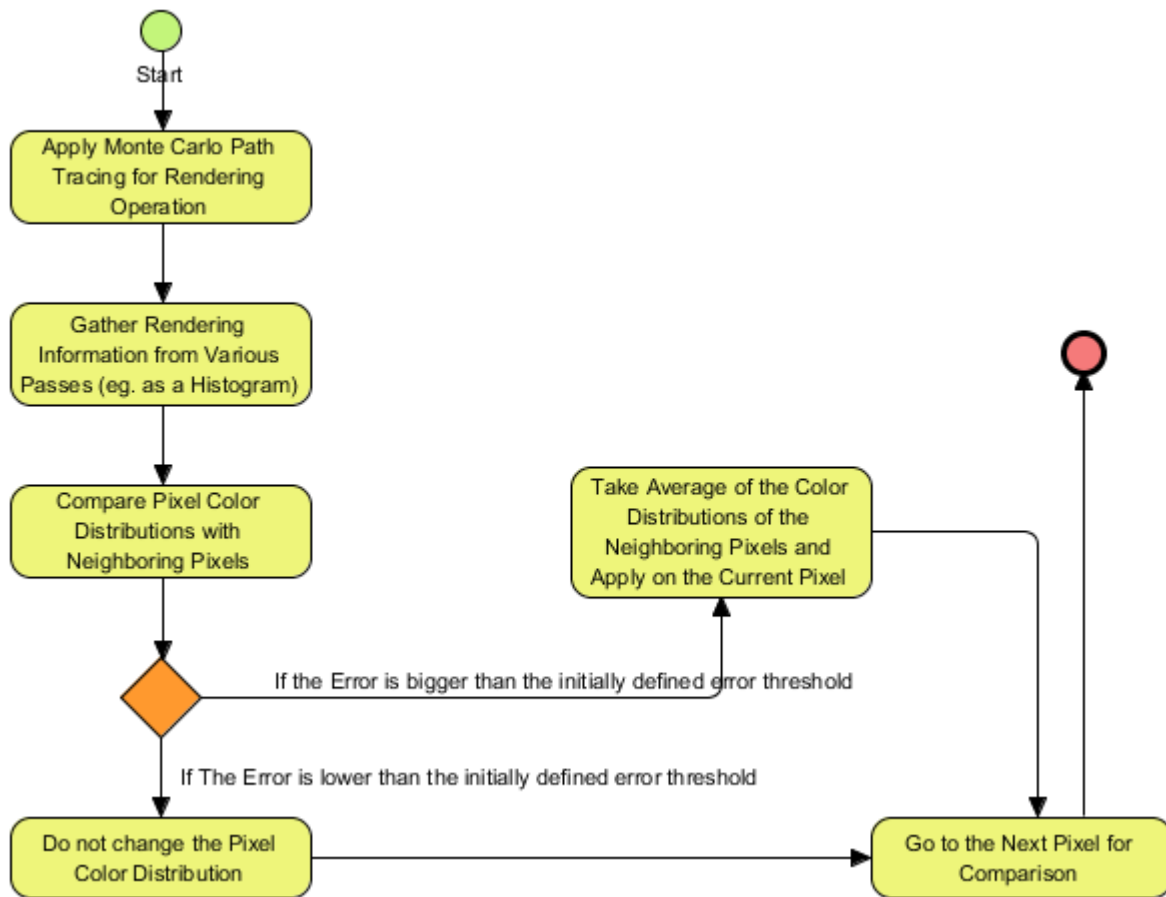 Start
Apply Monte Carlo Path
Tracing for Rendering
Operation
Gather Rendering
Information from Various
Passes (eg. as a Histogram)
Compare Pixel Color
Distributions with
Neighboring Pixels
Take Average of the Color
Distributions of the
Neighboring Pixels and
Apply on the Current Pixel
If the Error is bigger than the initially defined error threshold
If The Error is lower than the initially defined error threshold
Do not change the Pixel
Color Distribution
Go to the Next Pixel for
Comparison